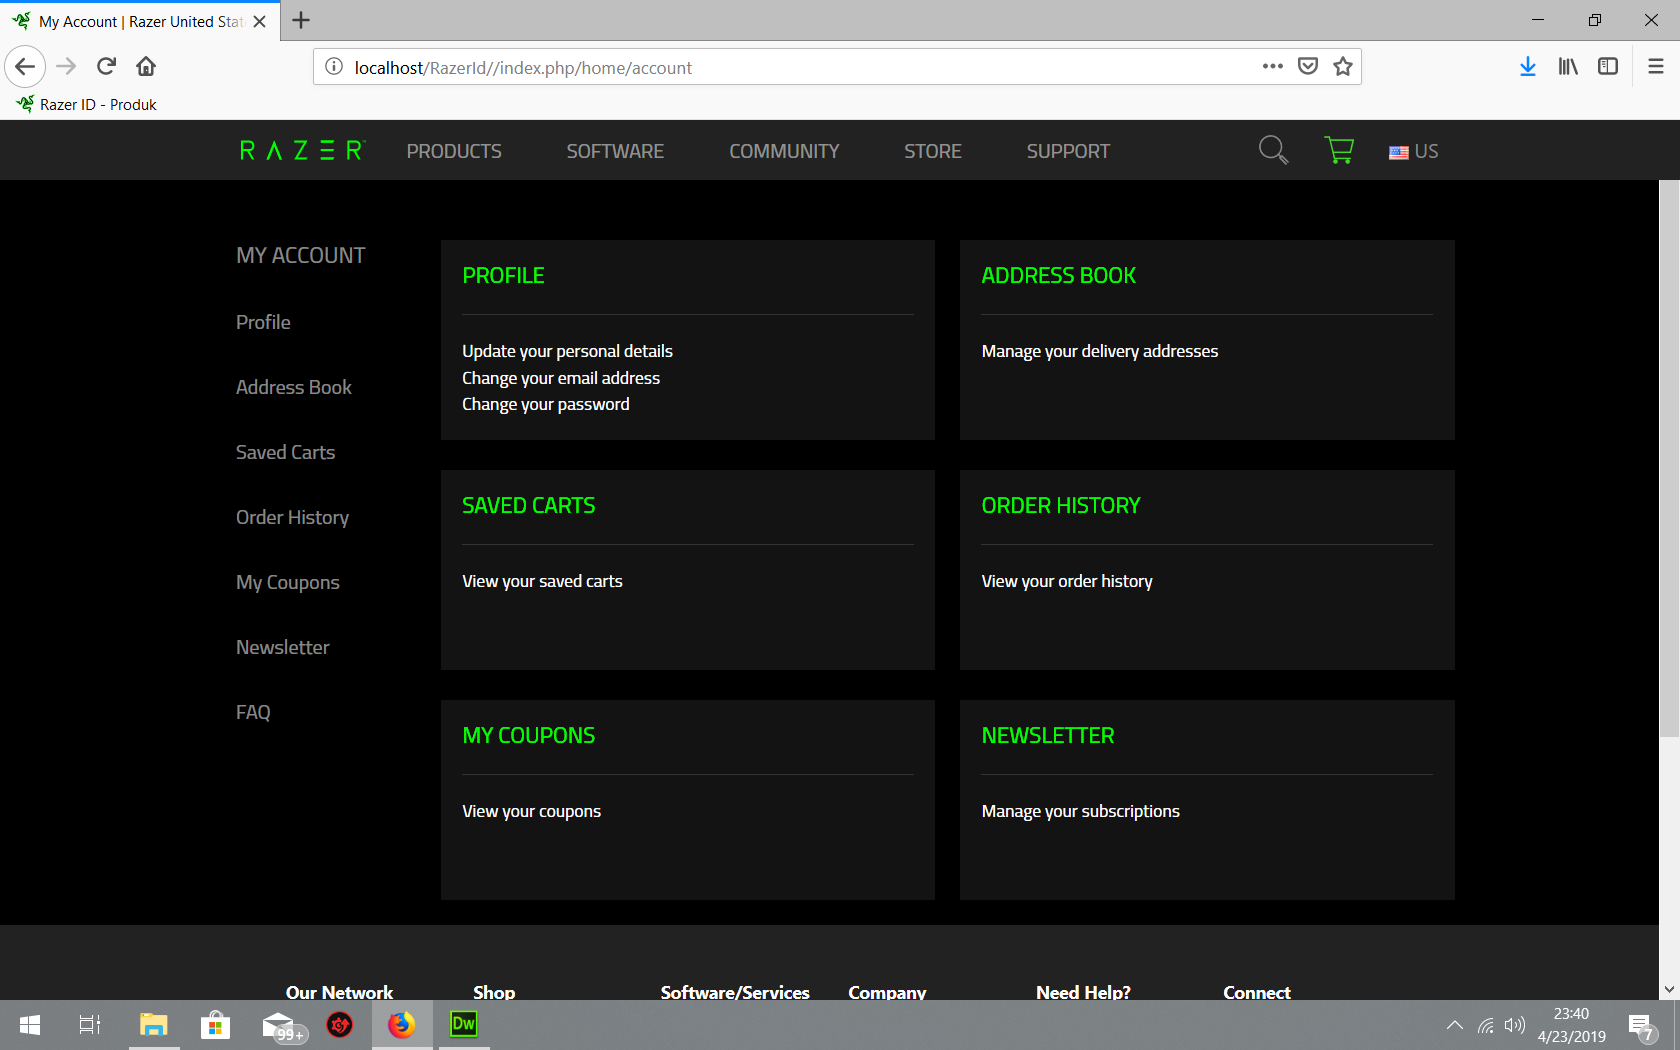 My Account | Razer United Stat
localhost/RazerId//index.php/home/account
Razer ID - Produk
RAZER PRODUCTS SOFTWARE COMMUNITY STORE SUPPORT US
MY ACCOUNT
Profile
Address Book
Saved Carts
Order History
My Coupons
Newsletter
FAQ
PROFILE
Update your personal details
Change your email address
Change your password
ADDRESS BOOK
Manage your delivery addresses
SAVED CARTS
View your saved carts
ORDER HISTORY
View your order history
MY COUPONS
View your coupons
NEWSLETTER
Manage your subscriptions
Our Network Shop Software/Services Company Need Help? Connect
99+
Dw
23:40
4/23/2019
7